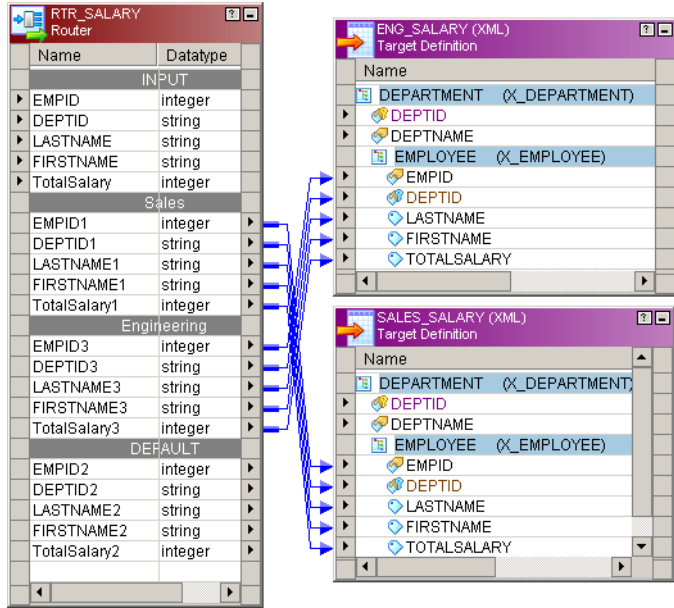 RTR_SALARY
Router
Name Datatype
INPUT
EMPID integer
DEPTID string
LASTNAME string
FIRSTNAME string
TotalSalary integer
Sales
EMPID1 integer
DEPTID1 string
LASTNAME1 string
FIRSTNAME1 string
TotalSalary1 integer
Engineering
EMPID3 integer
DEPTID3 string
LASTNAME3 string
FIRSTNAME3 string
TotalSalary3 integer
DEFAULT
EMPID2 integer
DEPTID2 string
LASTNAME2 string
FIRSTNAME2 string
TotalSalary2 integer
ENG_SALARY (XML)
Target Definition
Name
DEPARTMENT (X_DEPARTMENT)
DEPTID
DEPTNAME
EMPLOYEE (X_EMPLOYEE)
EMPID
DEPTID
LASTNAME
FIRSTNAME
TOTALSALARY
SALES_SALARY (XML)
Target Definition
Name
DEPARTMENT (X_DEPARTMENT)
DEPTID
DEPTNAME
EMPLOYEE (X_EMPLOYEE)
EMPID
DEPTID
LASTNAME
FIRSTNAME
TOTALSALARY